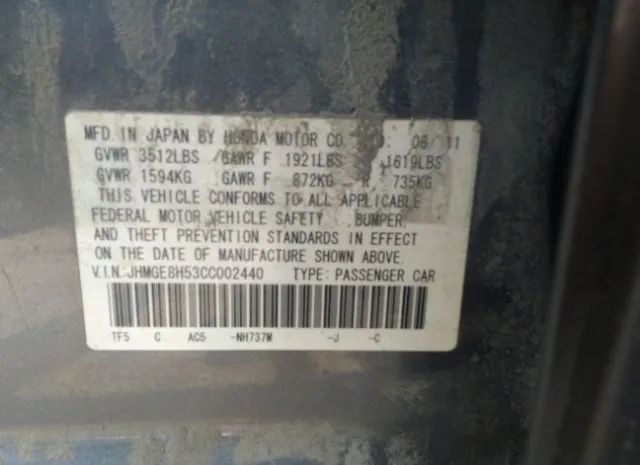 MFD. IN JAPAN BY HONDA MOTOR CO 08/11
GVWR 3512LBS GAWR F 1921LBS 1619LBS
GVWR 1594KG GAWR F 872KG R 735KG
THIS VEHICLE CONFORMS TO ALL APPLICABLE
FEDERAL MOTOR VEHICLE SAFETY, BUMPER,
AND THEFT PREVENTION STANDARDS IN EFFECT
ON THE DATE OF MANUFACTURE SHOWN ABOVE.
V.I.N. JHMGE8H53CC002440 TYPE: PASSENGER CAR
TF5 C AC5 -NH737M -J -C